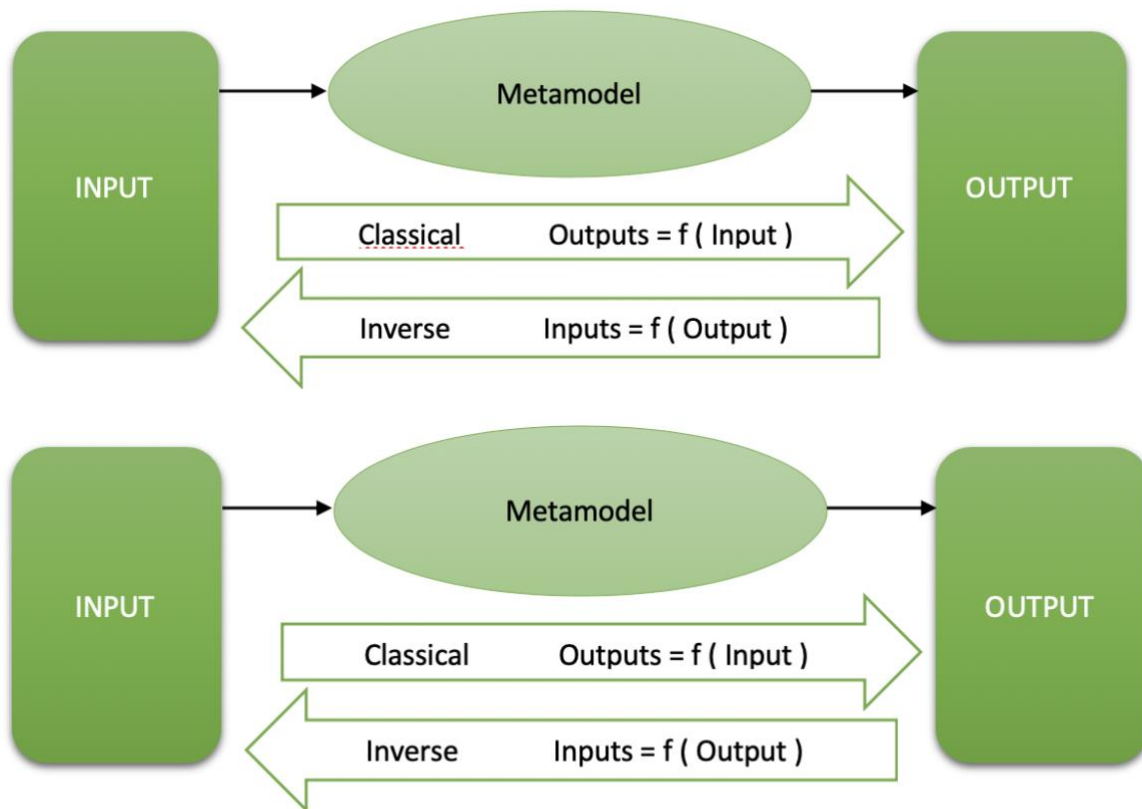 Metamodel
INPUT
OUTPUT
Classical Outputs = f ( Input )
Inverse Inputs = f ( Output )
Metamodel
INPUT
OUTPUT
Classical Outputs = f ( Input )
Inverse Inputs = f ( Output )